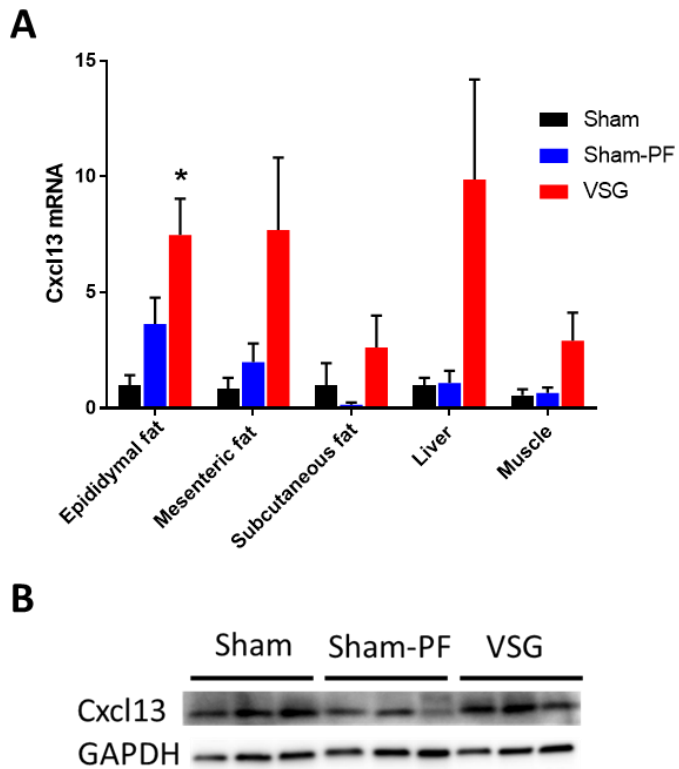 A
15
10
5
0
Cxcl13 mRNA
*
Sham
Sham-PF
VSG
Epididymal fat
Mesenteric fat
Subcutaneous fat
Liver
Muscle
B
Sham Sham-PF VSG
Cxcl13
GAPDH